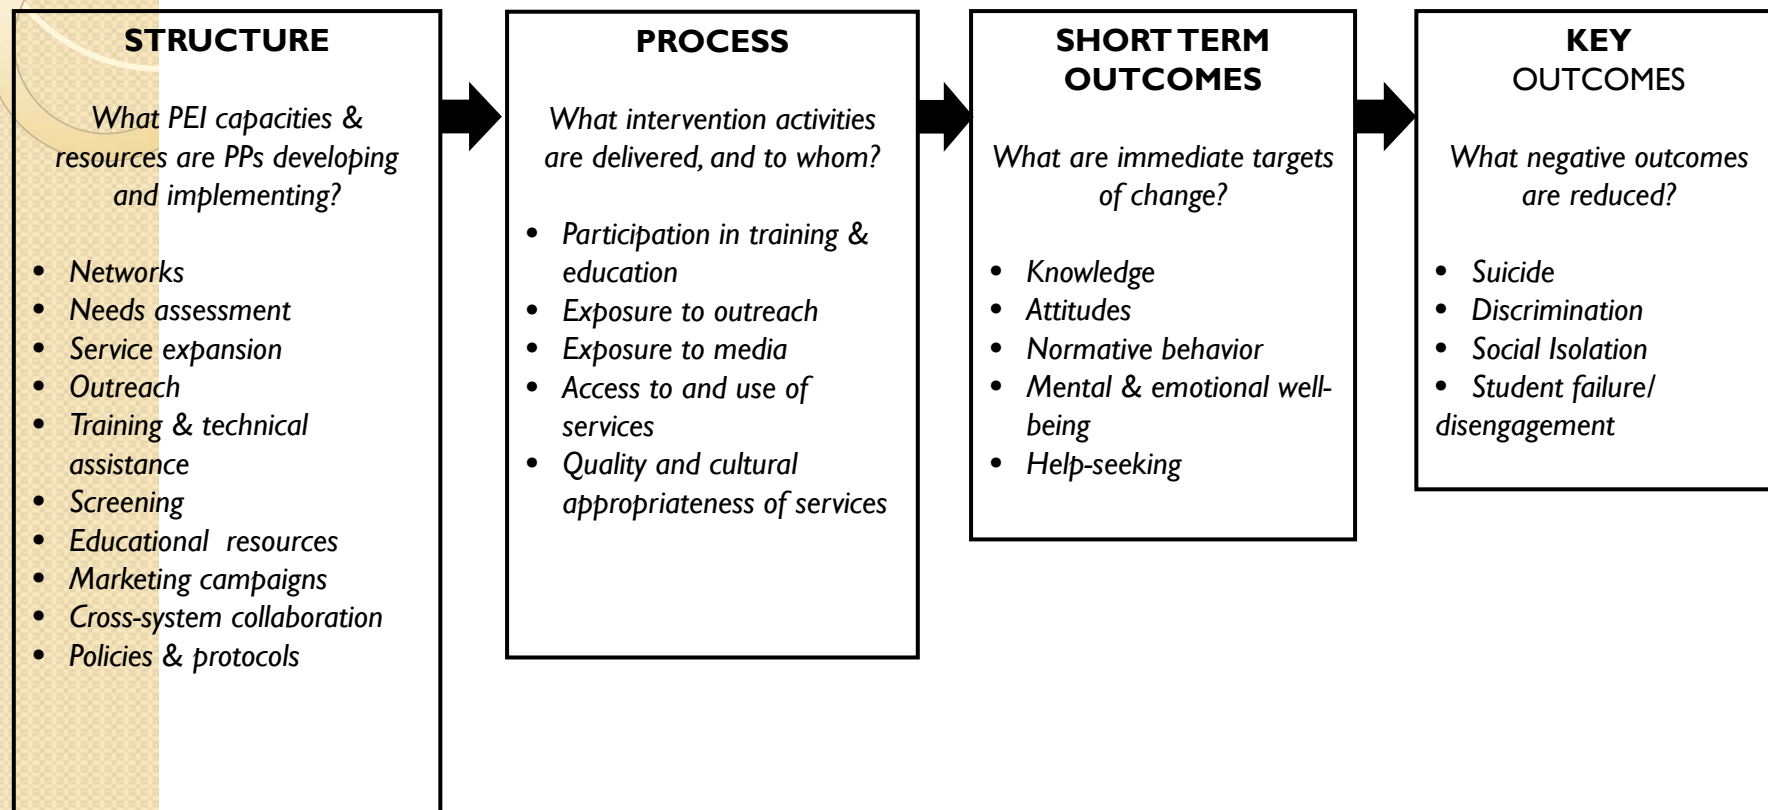 STRUCTURE
What PEI capacities &
resources are PPs developing
and implementing?
• Networks
• Needs assessment
• Service expansion
• Outreach
• Training & technical
assistance
• Screening
• Educational resources
• Marketing campaigns
• Cross-system collaboration
• Policies & protocols
PROCESS
What intervention activities
are delivered, and to whom?
• Participation in training &
education
• Exposure to outreach
• Exposure to media
• Access to and use of
services
• Quality and cultural
appropriateness of services
SHORT TERM
OUTCOMES
What are immediate targets
of change?
• Knowledge
• Attitudes
• Normative behavior
• Mental & emotional well-
being
• Help-seeking
KEY
OUTCOMES
What negative outcomes
are reduced?
• Suicide
• Discrimination
• Social Isolation
• Student failure/
disengagement